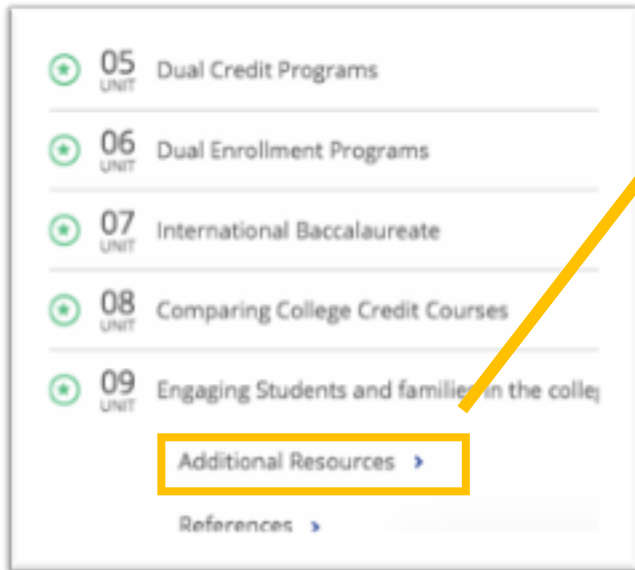 05 Dual Credit Programs
UNIT
06 Dual Enrollment Programs
UNIT
07 International Baccalaureate
UNIT
08 Comparing College Credit Courses
UNIT
09 Engaging Students and families in the
UNIT
Additional Resources >
References >